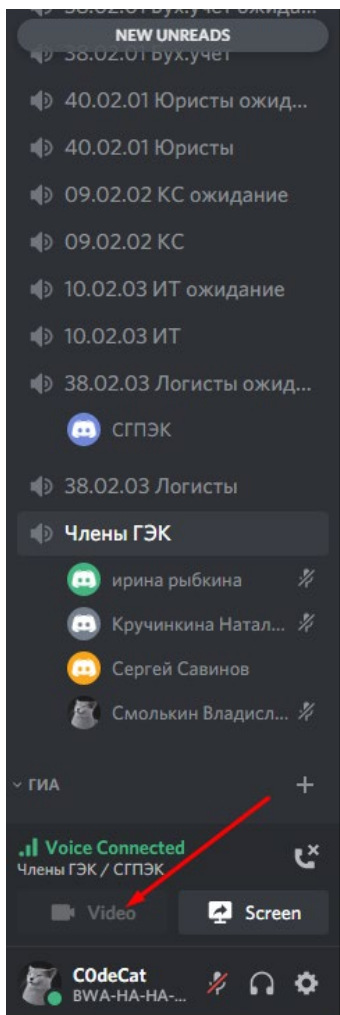 NEW UNREADS
38.02.01 Бух.учет
40.02.01 Юристы ожид...
40.02.01 Юристы
09.02.02 КС ожидание
09.02.02 КС
10.02.03 ИТ ожидание
10.02.03 ИТ
38.02.03 Логисты ожид...
СГПЭК
38.02.03 Логисты
Члены ГЭК
ирина рыбкина
Кручинкина Натал...
Сергей Савинов
Смолькин Владисл...
ГИА
Voice Connected
Члены ГЭК / СГПЭК
Video
Screen
C0deCat
BWA-HA-HA-...